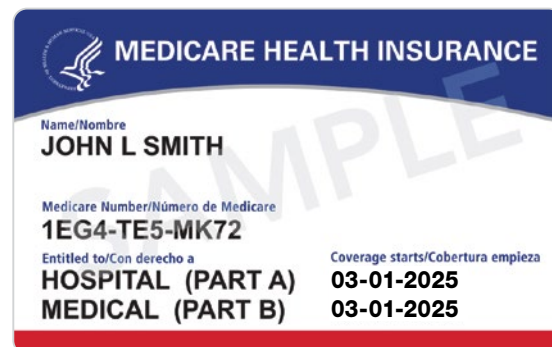 MEDICARE HEALTH INSURANCE
Name/Nombre
JOHN L SMITH
Medicare Number/Número de Medicare
1EG4-TE5-MK72
Entitled to/Con derecho a
Coverage starts/Cobertura empieza
HOSPITAL (PART A) 03-01-2025
MEDICAL (PART B) 03-01-2025
SAMPLE